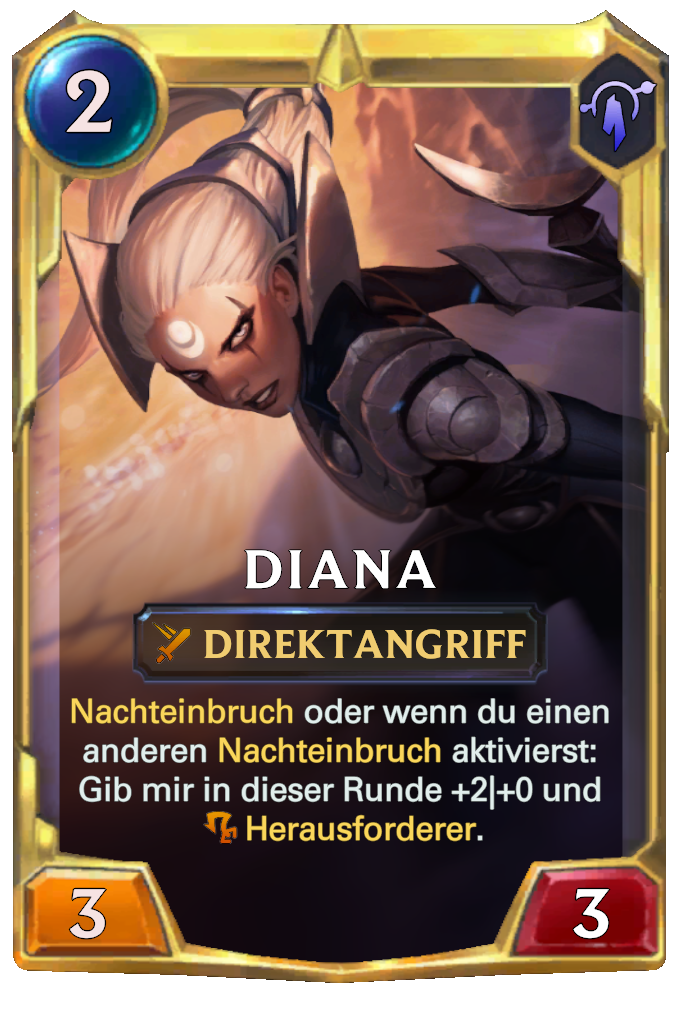 2
DIANA
DIREKTANGRIFF
Nachteinbruch oder wenn du einen
anderen Nachteinbruch aktivierst:
Gib mir in dieser Runde +2|+0 und
Herausforderer.
3 3